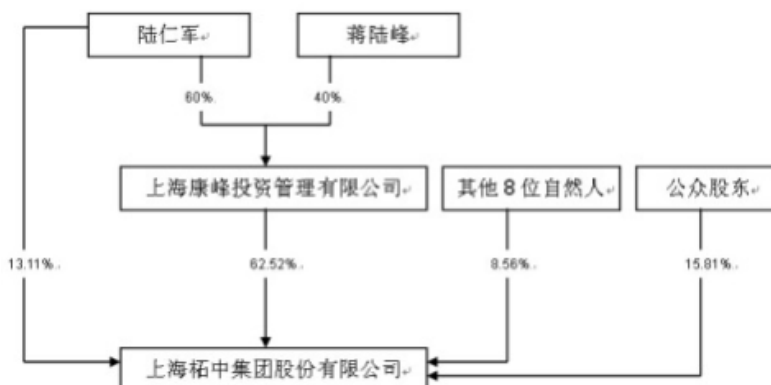 陆仁军
蒋陆峰
60%
40%
上海康峰投资管理有限公司
其他8位自然人
公众股东
13.11%
62.52%
8.56%
15.81%
上海柘中集团股份有限公司